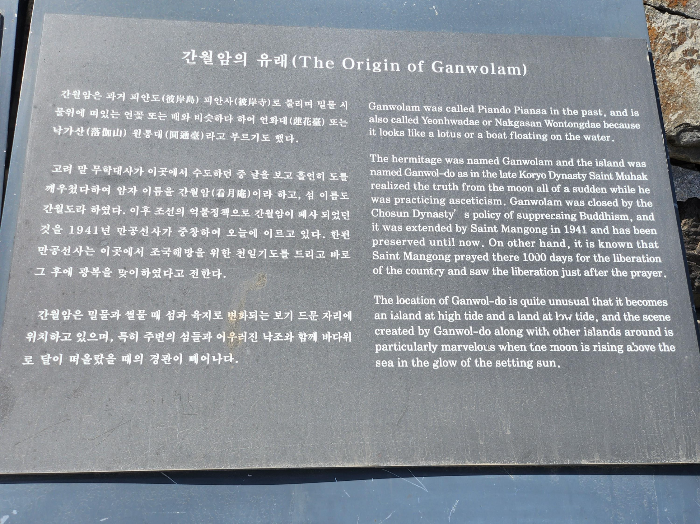 간월암의 유래(The Origin of Ganwolam)
간월암은 과거 피안도(彼岸島) 피안사(彼岸寺)로 불리며 밀물 시
물위에 떠있는 연꽃 또는 배와 비슷하다 하여 연화대(蓮花臺) 또는
낙가산(落伽山) 원통대(圓通臺)라고 부르기도 했다.
고려 말 무학대사가 이곳에서 수도하던 중 달을 보고 홀연히 도를
깨우쳤다하여 암자 이름을 간월암(看月庵)이라 하고, 섬 이름도
간월도라 하였다. 이후 조선의 억불정책으로 간월암이 폐사되었던
것을 1941년 만공선사가 중창하여 오늘에 이르고 있다. 한편
만공선사는 이곳에서 조국해방을 위한 천일기도를 드리고 바로
그 후에 광복을 맞이하였다고 전한다.
간월암은 밀물과 썰물 때 섬과 육지로 변화되는 보기 드문 자리에
위치하고 있으며, 특히 주변의 섬들과 어우러진 낙조와 함께 바다위
로 달이 떠올랐을 때의 경관이 빼어나다.
Ganwolam was called Piando Piansa in the past, and is
also called Yeonhwadae or Nakgasan Wontongdae because
it looks like a lotus or a boat floating on the water.
The hermitage was named Ganwolam and the island was
named Ganwol-do as in the late Koryo Dynasty Saint Muhak
realized the truth from the moon all of a sudden while he
was practicing asceticism. Ganwolam was closed by the
Chosun Dynasty's policy of supprecsing Buddhism, and
it was extended by Saint Mangong in 1941 and has been
preserved until now. On other hand, it is known that
Saint Mangong prayed there 1000 days for the liberation
of the country and saw the liberation just after the prayer.
The location of Ganwol-do is quite unusual that it becomes
an island at high tide and a land at low tide, and the scene
created by Ganwol-do along with other islands around is
particularly marvelous when the moon is rising above the
sea in the glow of the setting sun.